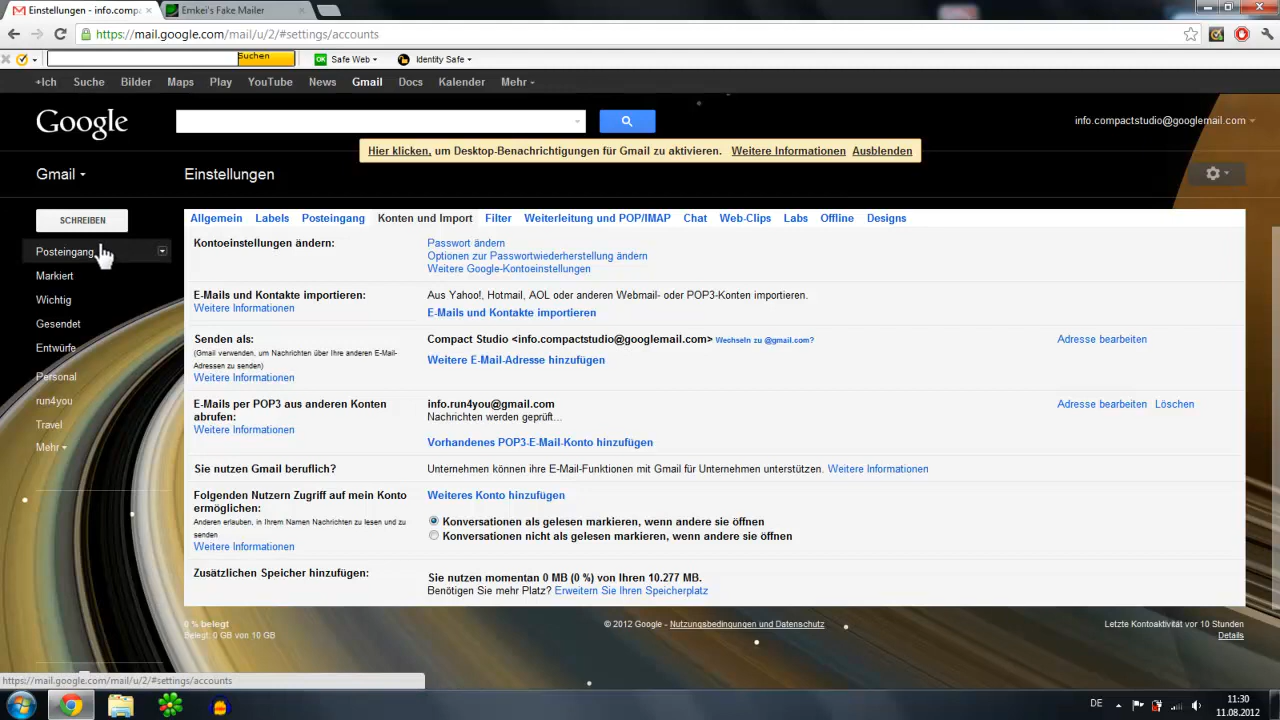 Einstellungen - info.compa
Emkei's Fake Mailer
https://mail.google.com/mail/u/2/#settings/accounts
Suchen
OK Safe Web
Identity Safe
+Ich Suche Bilder Maps Play YouTube News Gmail Docs Kalender Mehr
Google
info.compactstudio@googlemail.com
Hier klicken, um Desktop-Benachrichtigungen für Gmail zu aktivieren. Weitere Informationen Ausblenden
Gmail
Einstellungen
SCHREIBEN
Posteingang
Markiert
Wichtig
Gesendet
Entwürfe
Personal
run4you
Travel
Mehr
Allgemein Labels Posteingang Konten und Import Filter Weiterleitung und POP/IMAP Chat Web-Clips Labs Offline Designs
Kontoeinstellungen ändern:
Passwort ändern
Optionen zur Passwortwiederherstellung ändern
Weitere Google-Kontoeinstellungen
E-Mails und Kontakte importieren:
Weitere Informationen
Aus Yahoo!, Hotmail, AOL oder anderen Webmail- oder POP3-Konten importieren.
E-Mails und Kontakte importieren
Senden als:
(Gmail verwenden, um Nachrichten über Ihre anderen E-Mail-
Adressen zu senden)
Weitere Informationen
Compact Studio <info.compactstudio@googlemail.com> Wechseln zu @gmail.com?
Adresse bearbeiten
Weitere E-Mail-Adresse hinzufügen
E-Mails per POP3 aus anderen Konten
abrufen:
Weitere Informationen
info.run4you@gmail.com
Nachrichten werden geprüft...
Adresse bearbeiten Löschen
Vorhandenes POP3-E-Mail-Konto hinzufügen
Sie nutzen Gmail beruflich?
Unternehmen können ihre E-Mail-Funktionen mit Gmail für Unternehmen unterstützen. Weitere Informationen
Folgenden Nutzern Zugriff auf mein Konto
ermöglichen:
Anderen erlauben, in Ihrem Namen Nachrichten zu lesen und zu
senden
Weitere Informationen
Weiteres Konto hinzufügen
Konversationen als gelesen markieren, wenn andere sie öffnen
Konversationen nicht als gelesen markieren, wenn andere sie öffnen
Zusätzlichen Speicher hinzufügen:
Sie nutzen momentan 0 MB (0 %) von Ihren 10.277 MB.
Benötigen Sie mehr Platz? Erweitern Sie Ihren Speicherplatz
0 % belegt
Belegt: 0 GB von 10 GB
© 2012 Google - Nutzungsbedingungen und Datenschutz
Letzte Kontoaktivität vor 10 Stunden
Details
https://mail.google.com/mail/u/2/#settings/accounts
DE
11:30
11.08.2012